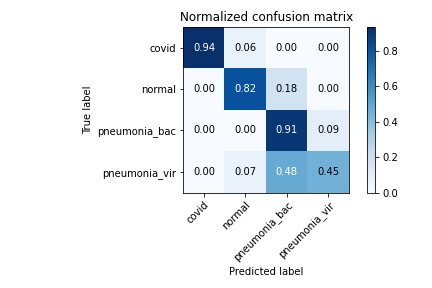 Normalized confusion matrix
covid 0.94 0.06 0.00 0.00
normal 0.00 0.82 0.18 0.00
pneumonia_bac 0.00 0.00 0.91 0.09
pneumonia_vir 0.00 0.07 0.48 0.45
True label
covid normal pneumonia_bac pneumonia_vir
Predicted label
0.8
0.6
0.4
0.2
0.0